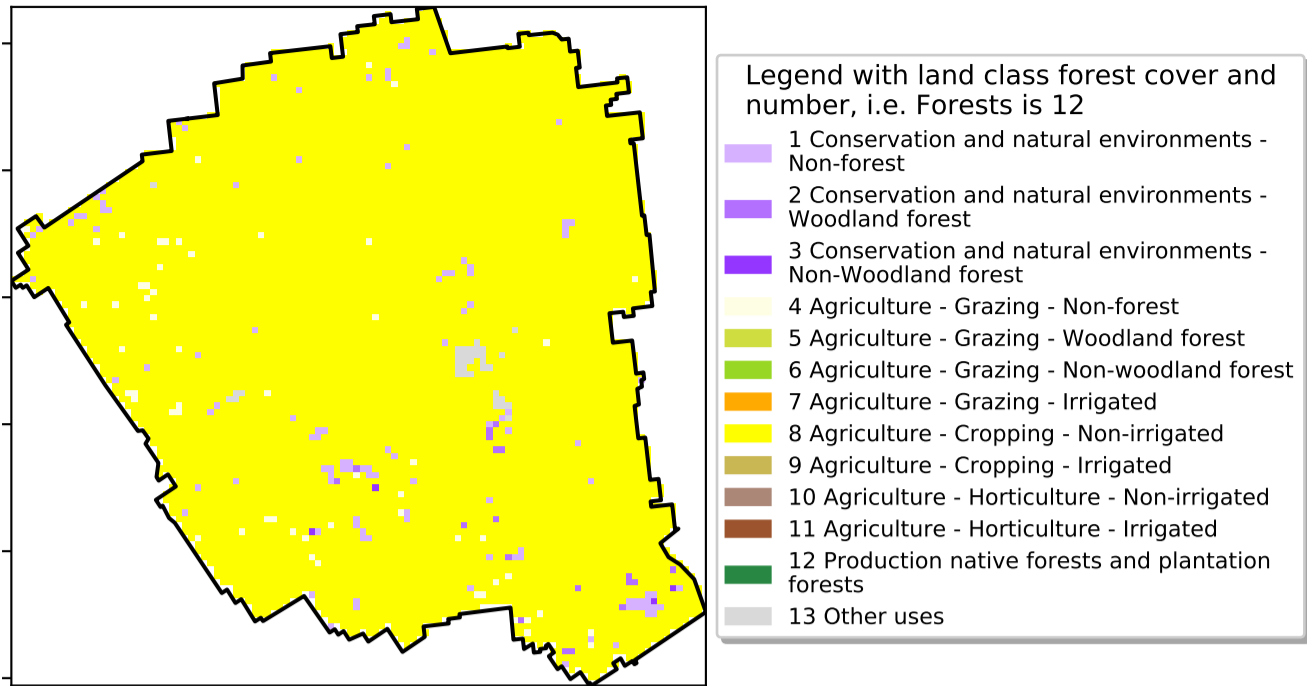 Legend with land class forest cover and
number, i.e. Forests is 12
1 Conservation and natural environments -
Non-forest
2 Conservation and natural environments -
Woodland forest
3 Conservation and natural environments -
Non-Woodland forest
4 Agriculture - Grazing - Non-forest
5 Agriculture - Grazing - Woodland forest
6 Agriculture - Grazing - Non-woodland forest
7 Agriculture - Grazing - Irrigated
8 Agriculture - Cropping - Non-irrigated
9 Agriculture - Cropping - Irrigated
10 Agriculture - Horticulture - Non-irrigated
11 Agriculture - Horticulture - Irrigated
12 Production native forests and plantation
forests
13 Other uses